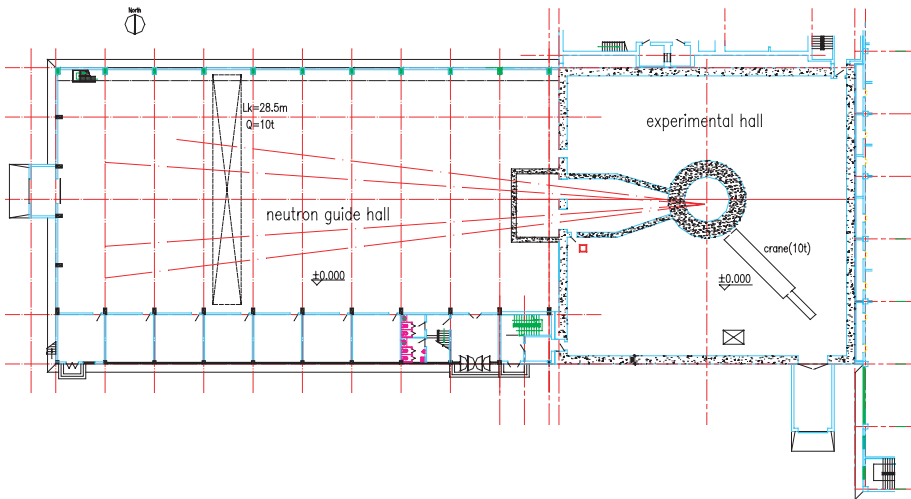 North
Lk=28.5m
Q=10t
experimental hall
neutron guide hall
crane(10t)
±0.000
±0.000